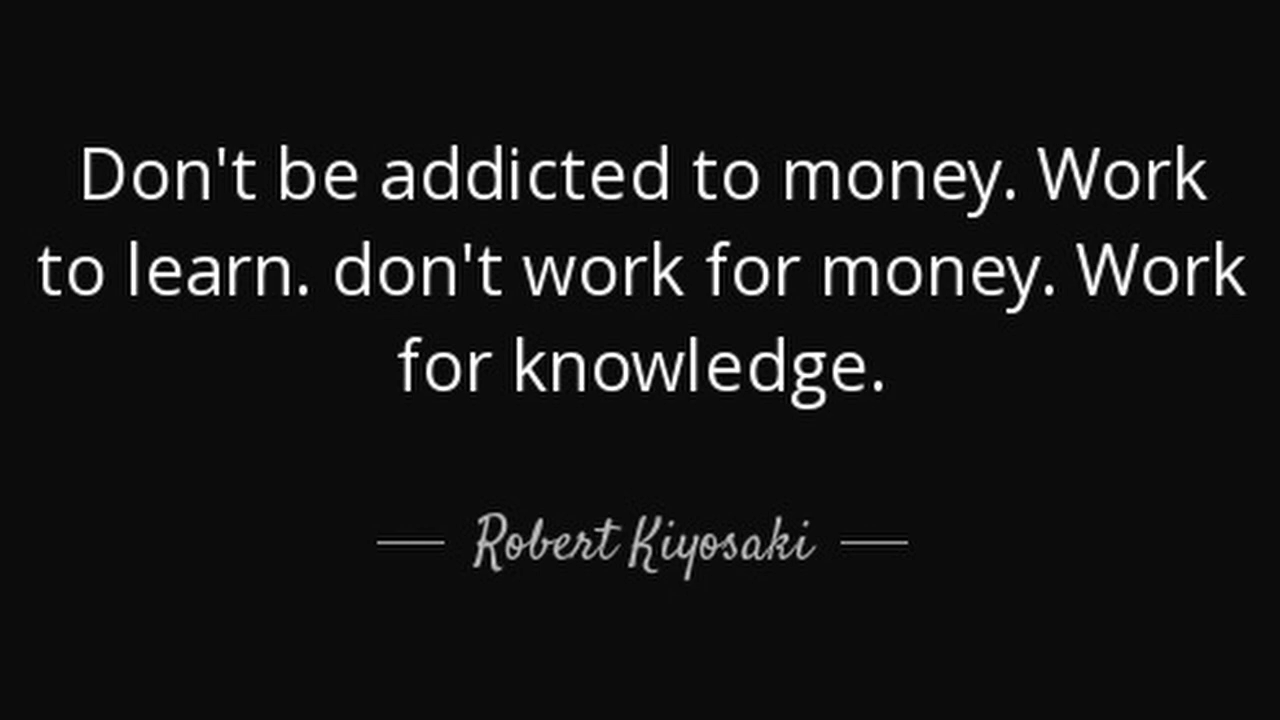 Don't be addicted to money. Work
to learn. don't work for money. Work
for knowledge.
Robert Kiyosaki